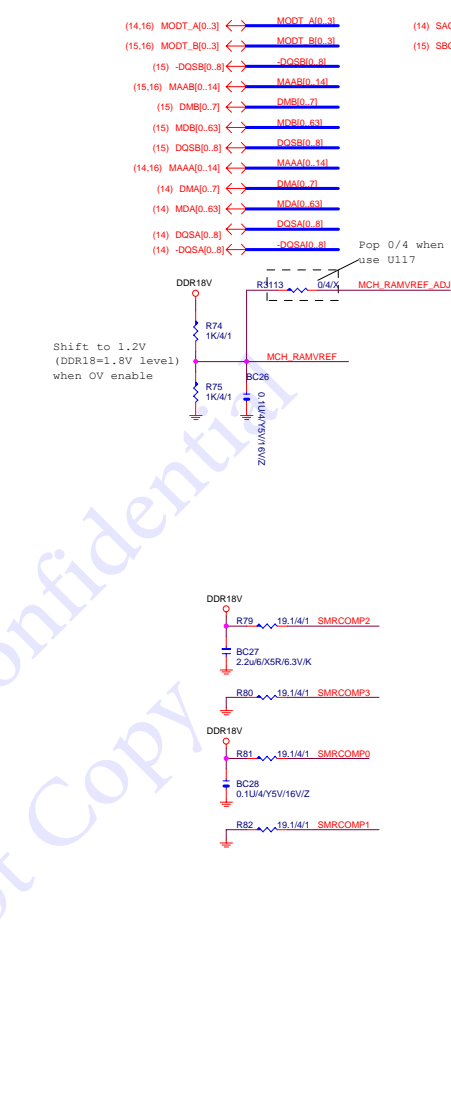 (14,16) MODT_A[0..3] MODT_A[0..3] (14) SAC
(15,16) MODT_B[0..3] MODT_B[0..3] (15) SBC
(15) -DQSB[0..8] -DQSB[0..8]
(15,16) MAAB[0..14] MAAB[0..14]
(15) DMB[0..7] DMB[0..7]
(15) MDB[0..63] MDB[0..63]
(15) DQSB[0..8] DQSB[0..8]
(14,16) MAAA[0..14] MAAA[0..14]
(14) DMA[0..7] DMA[0..7]
(14) MDA[0..63] MDA[0..63]
(14) DQSA[0..8] DQSA[0..8]
(14) -DQSA[0..8] -DQSA[0..8]
Pop 0/4 when
use U117
DDR18V
R3113 0/4/X MCH_RAMVREF_ADJ
R74
1K/4/1
Shift to 1.2V
(DDR18=1.8V level)
when OV enable
MCH_RAMVREF
R75
1K/4/1
BC26
0.1U/4/Y5V/16V/Z
DDR18V
R79 19.1/4/1 SMRCOMP2
BC27
2.2u/6/X5R/6.3V/K
R80 19.1/4/1 SMRCOMP3
DDR18V
R81 19.1/4/1 SMRCOMP0
BC28
0.1U/4/Y5V/16V/Z
R82 19.1/4/1 SMRCOMP1
onfidential
ot Copy